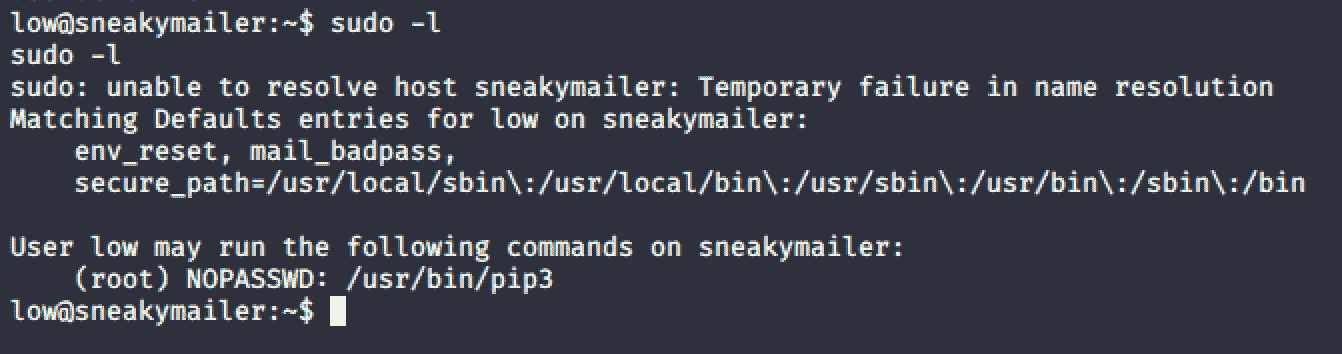 low@sneakymailer:~$ sudo -l
sudo -l
sudo: unable to resolve host sneakymailer: Temporary failure in name resolution
Matching Defaults entries for low on sneakymailer:
    env_reset, mail_badpass,
    secure_path=/usr/local/sbin\:/usr/local/bin\:/usr/sbin\:/usr/bin\:/sbin\:/bin

User low may run the following commands on sneakymailer:
    (root) NOPASSWD: /usr/bin/pip3
low@sneakymailer:~$